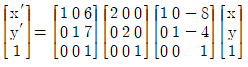 [x′] = [1 0 6] [2 0 0] [1 0 – 8] [x]
[y′] = [0 1 7] [0 2 0] [0 1 – 4] [y]
[1] = [0 0 1] [0 0 1] [0 0 1] [1]